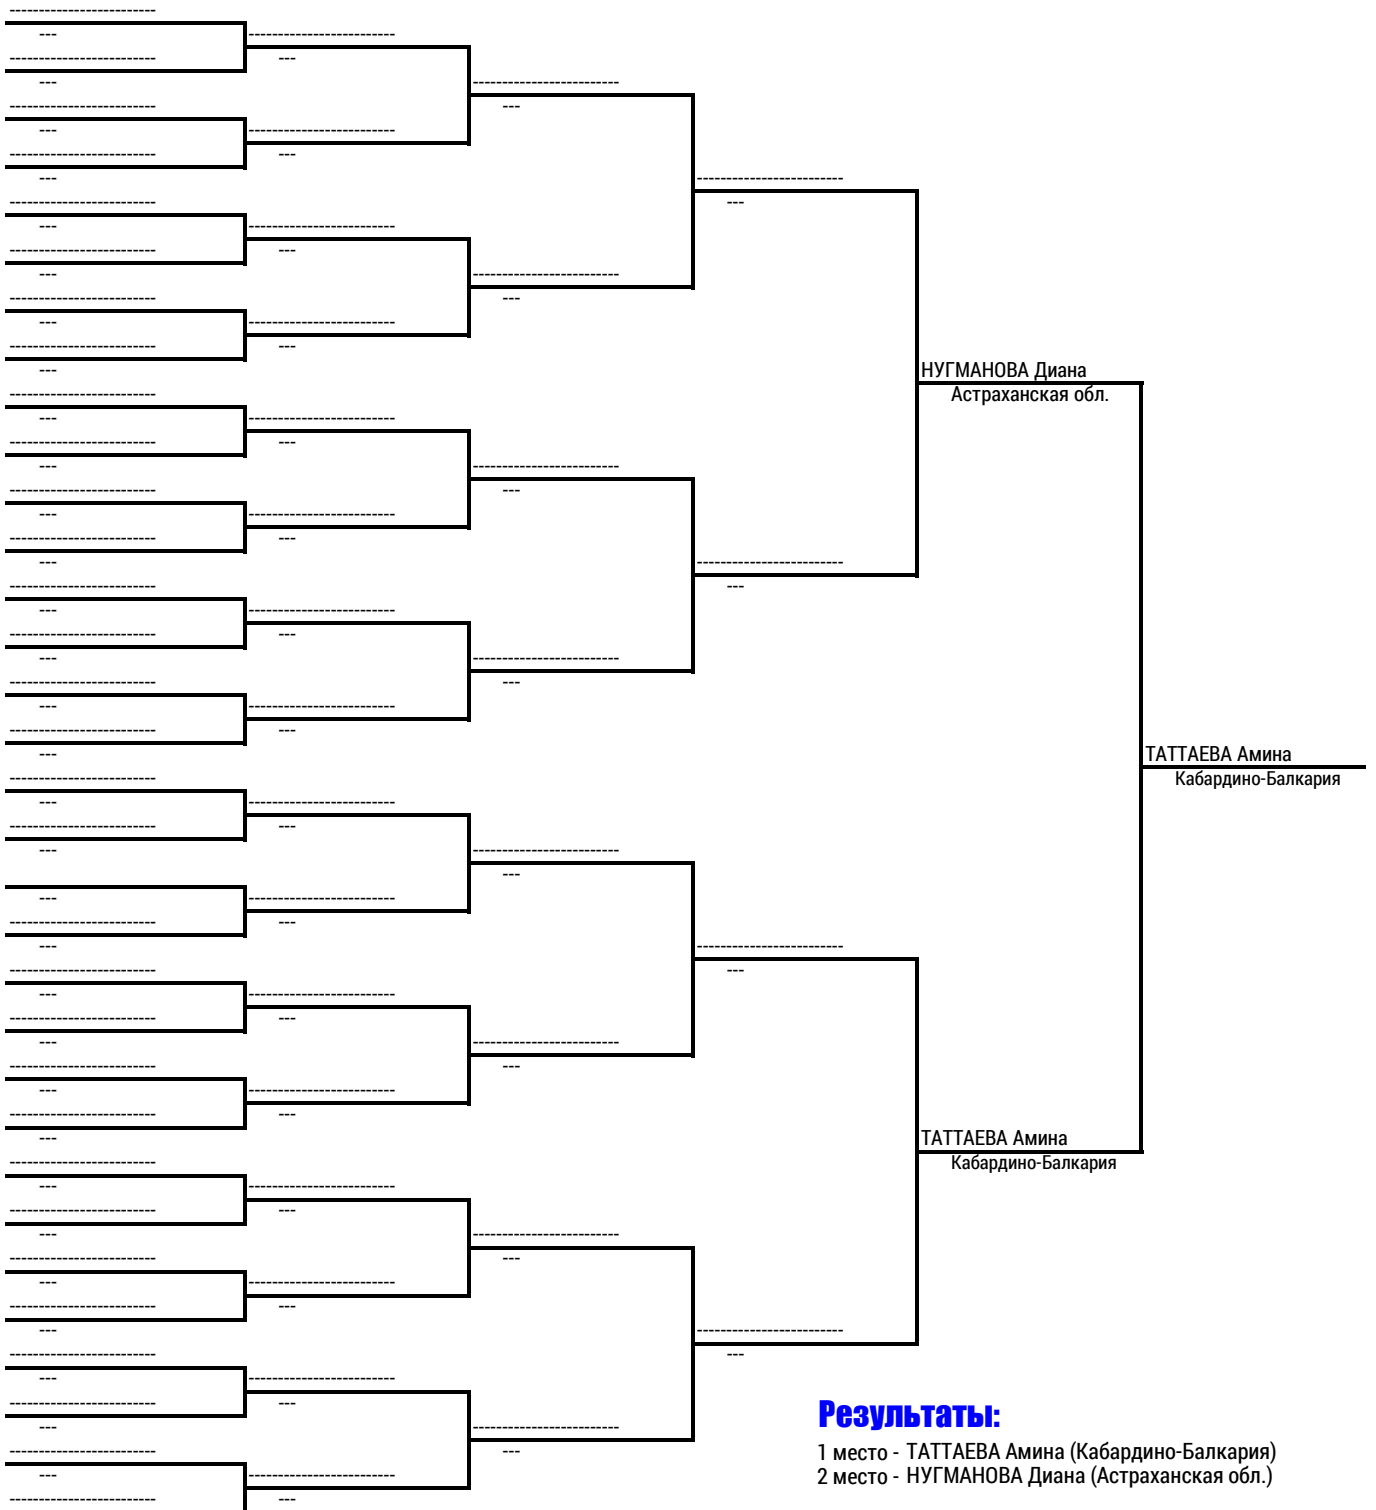 НУГМАНОВА Диана
Астраханская обл.
ТАТТАЕВА Амина
Кабардино-Балкария
ТАТТАЕВА Амина
Кабардино-Балкария
Результаты:
1 место - ТАТТАЕВА Амина (Кабардино-Балкария)
2 место - НУГМАНОВА Диана (Астраханская обл.)